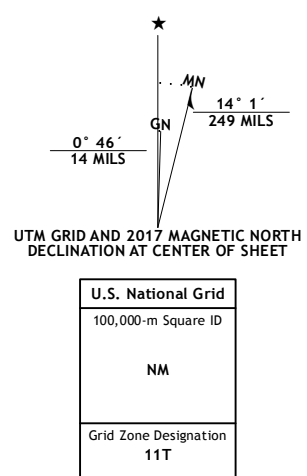 MN
GN
14° 1´
249 MILS
0° 46´
14 MILS
UTM GRID AND 2017 MAGNETIC NORTH
DECLINATION AT CENTER OF SHEET
U.S. National Grid
100,000-m Square ID
NM
Grid Zone Designation
11T